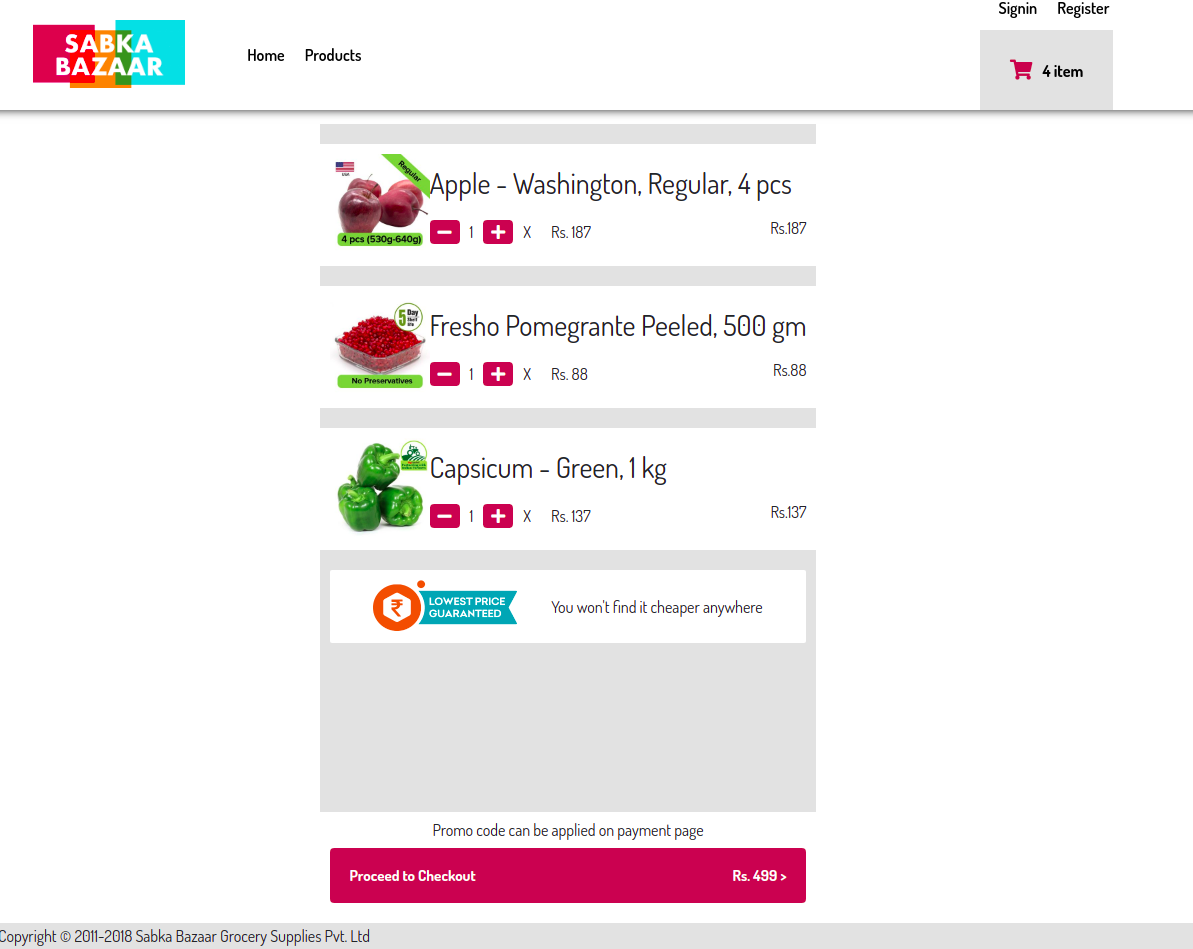 Signin Register
SABKA
BAZAAR
Home Products
4 item
USA
Regular
4 pcs (530g-640g)
Apple - Washington, Regular, 4 pcs
1 X Rs. 187 Rs.187
5 Day
Shelf
life
No Preservatives
Fresho Pomegrante Peeled, 500 gm
1 X Rs. 88 Rs.88
Capsicum - Green, 1 kg
1 X Rs. 137 Rs.137
₹
LOWEST PRICE
GUARANTEED
You won't find it cheaper anywhere
Promo code can be applied on payment page
Proceed to Checkout Rs. 499 >
Copyright © 2011-2018 Sabka Bazaar Grocery Supplies Pvt. Ltd